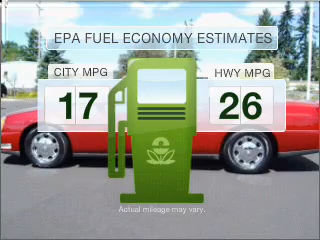 EPA FUEL ECONOMY ESTIMATES
CITY MPG
HWY MPG
17
26
Actual mileage may vary.